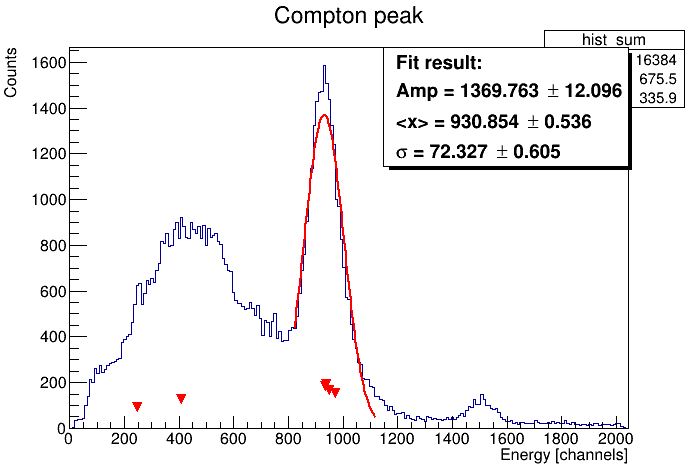 Compton peak
hist_sum
16384
675.5
335.9
Fit result:
Amp = 1369.763 ± 12.096
<x> = 930.854 ± 0.536
σ = 72.327 ± 0.605
Counts
1600
1400
1200
1000
800
600
400
200
0
0 200 400 600 800 1000 1200 1400 1600 1800 2000
Energy [channels]